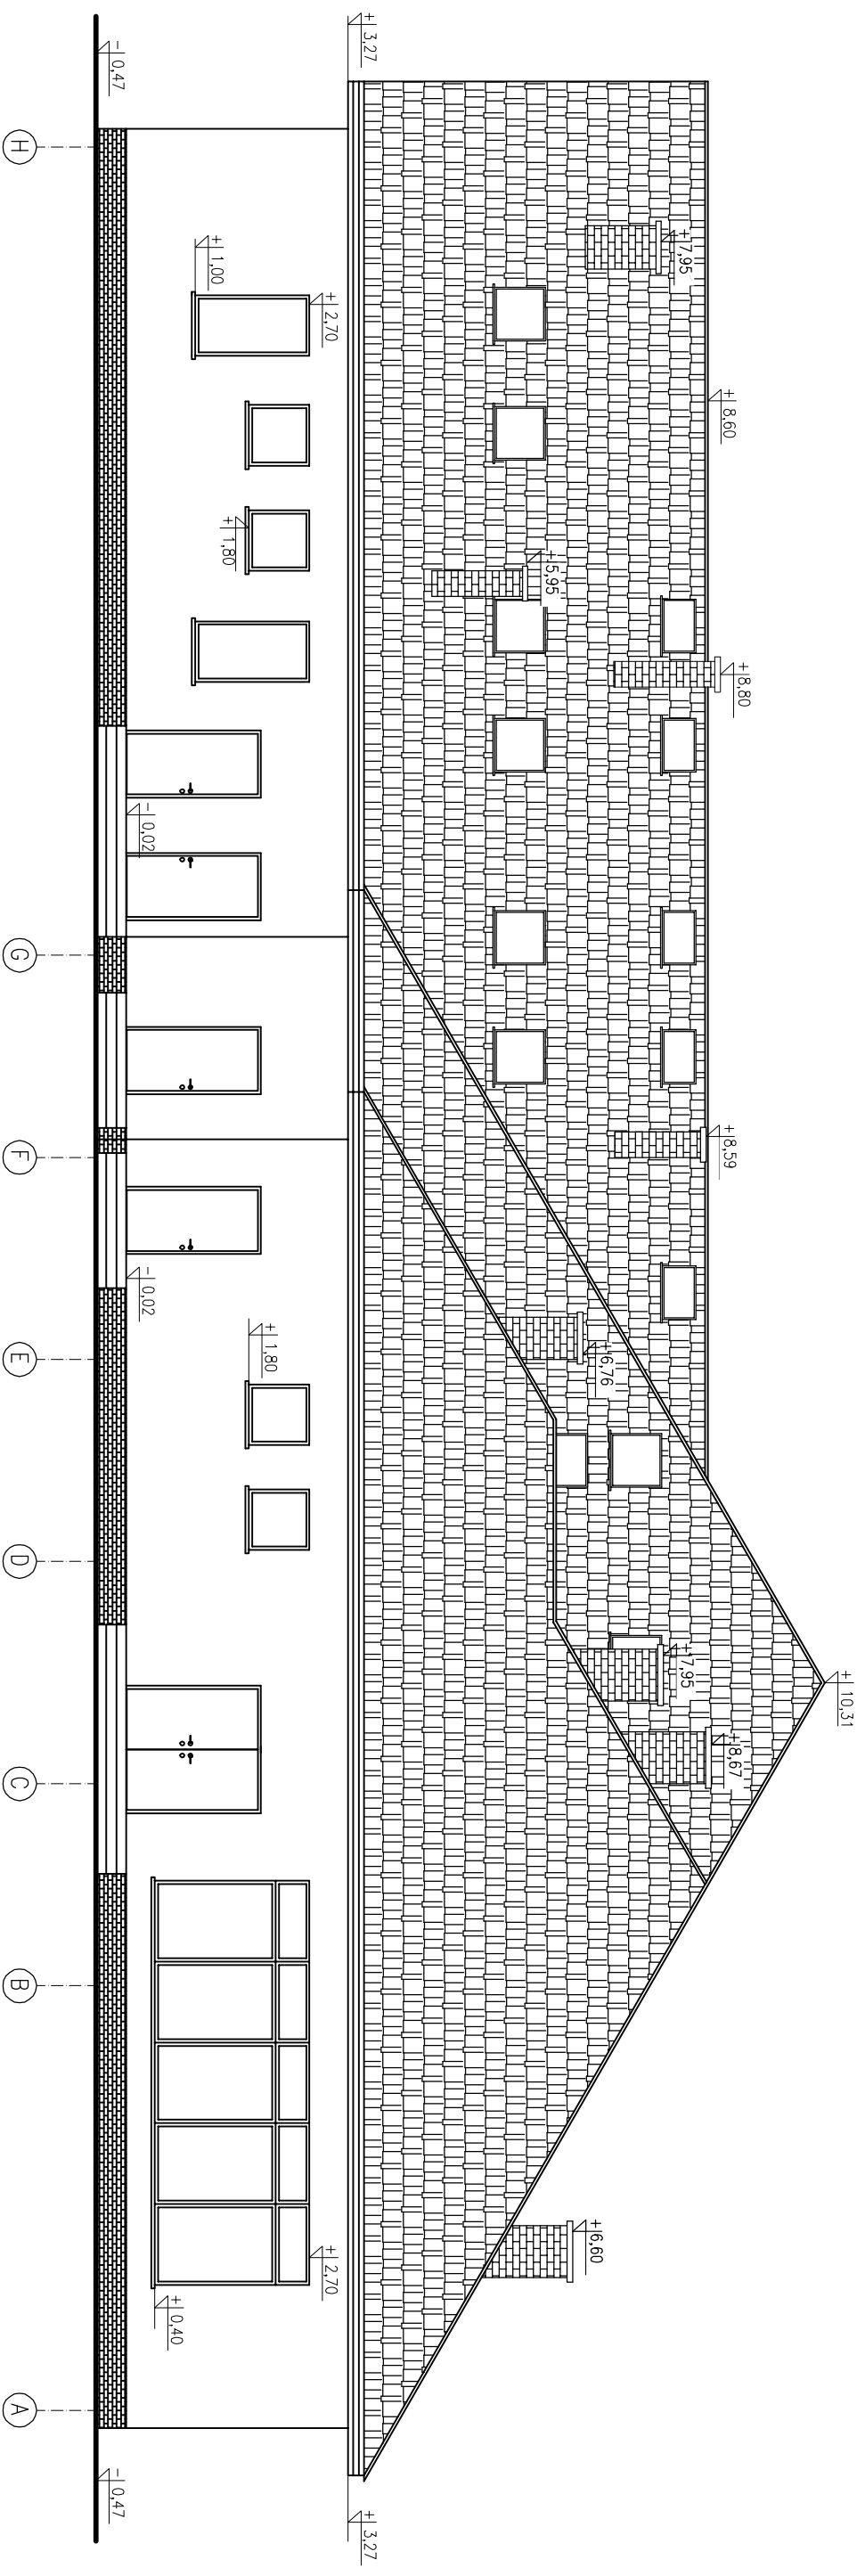 + 10,31
+ 8,60
+ 8,80
+ 8,59
+ 8,67
+ 7,95
+ 7,95
+ 6,76
+ 6,60
+ 5,95
+ 3,27
+ 3,27
+ 2,70
+ 2,70
+ 1,00
+ 1,80
+ 1,80
+ 0,40
- 0,02
- 0,02
- 0,47
- 0,47
H
G
F
E
D
C
B
A